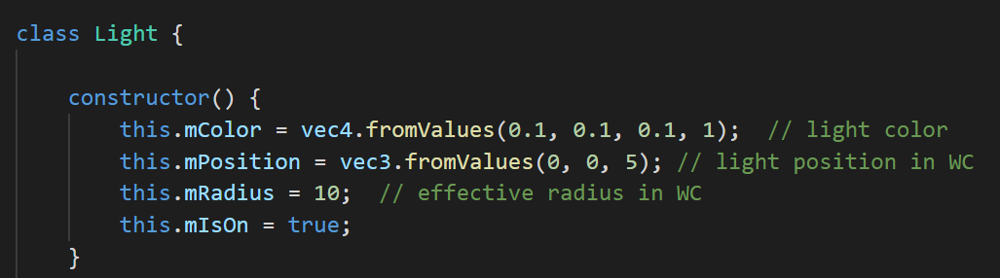 class Light {
constructor() {
this.mColor = vec4.fromValues(0.1, 0.1, 0.1, 1);  // light color
this.mPosition = vec3.fromValues(0, 0, 5); // light position in WC
this.mRadius = 10;  // effective radius in WC
this.mIsOn = true;
}